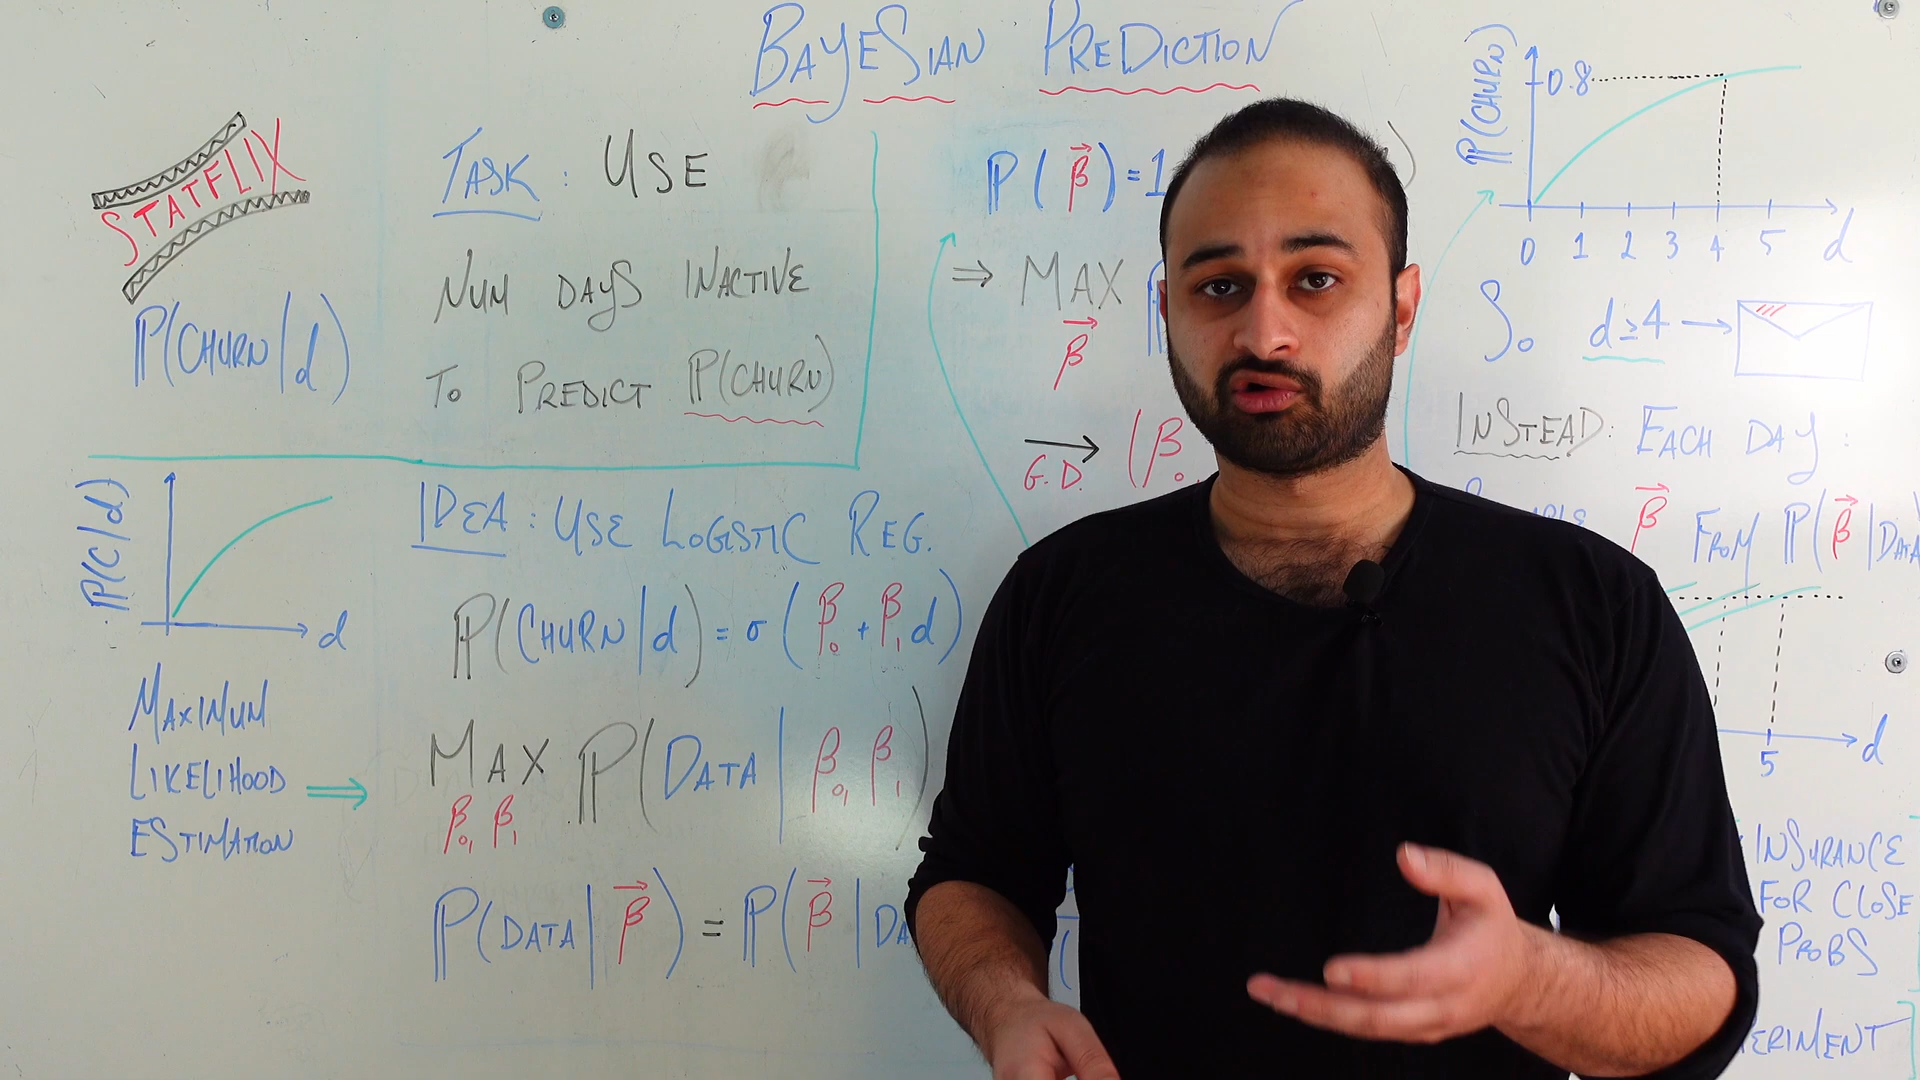 BAYESIAN PREDICTION
STATFLIX
P(CHURN|d)
TASK: USE
NUM DAYS INACTIVE
TO PREDICT P(CHURN)
P(C|d)
d
MAXIMUM
LIKELIHOOD
ESTIMATION
IDEA: USE LOGISTIC REG.
P(CHURN|d) = σ(β₀ + β₁d)
MAX P(DATA|β₀, β₁)
β₀, β₁
P(DATA|β⃗) = P(β⃗|DA
P(β⃗) = 1
)
⇒ MAX
β⃗
→ (β₀
G.D.
P(CHURN)
0.8
0 1 2 3 4 5 d
So d≥4 →
INSTEAD: EACH DAY:
β⃗ FROM P(β⃗|DATA
5
d
INSURANCE
FOR CLOSE
PROBS
ERIMENT